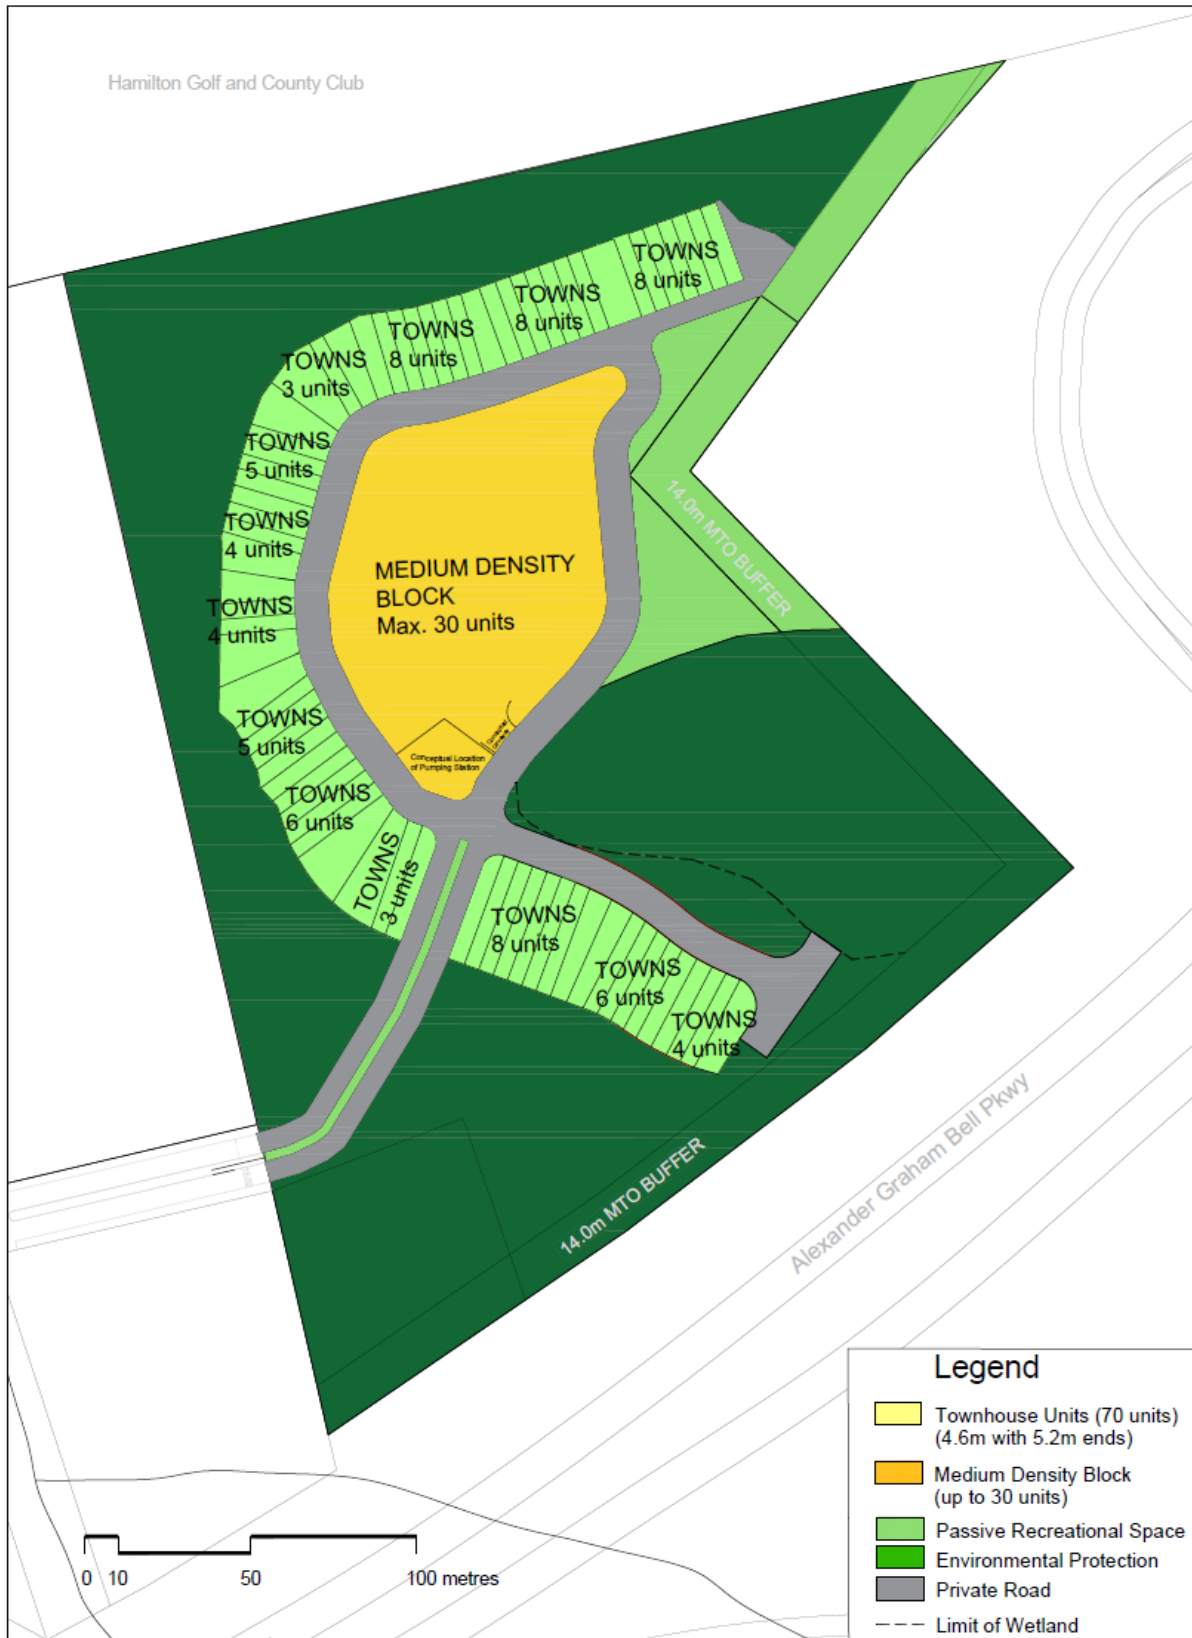 Hamilton Golf and County Club
TOWNS
8 units
TOWNS
8 units
TOWNS
8 units
TOWNS
3 units
TOWNS
5 units
TOWNS
4 units
TOWNS
4 units
TOWNS
5 units
TOWNS
6 units
TOWNS
3 units
MEDIUM DENSITY
BLOCK
Max. 30 units
Conceptual Location
of Pumping Station
14.0m MTO BUFFER
TOWNS
8 units
TOWNS
6 units
TOWNS
4 units
14.0m MTO BUFFER
Alexander Graham Bell Pkwy
Legend
Townhouse Units (70 units)
(4.6m with 5.2m ends)
Medium Density Block
(up to 30 units)
Passive Recreational Space
Environmental Protection
Private Road
Limit of Wetland
0 10 50 100 metres